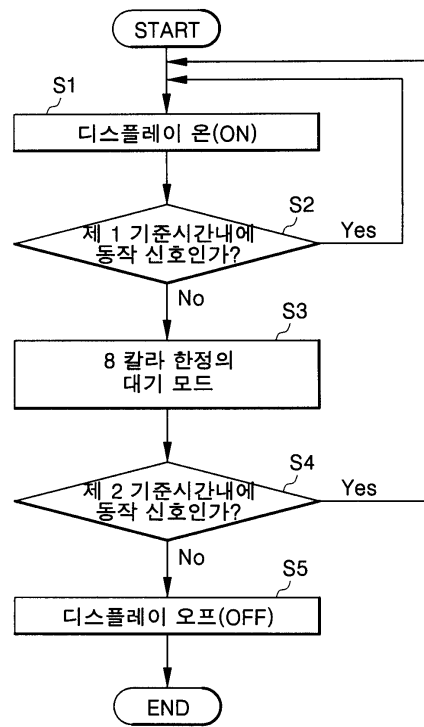 START
S1
디스플레이 온(ON)
S2
제 1 기준시간내에
동작 신호인가?
Yes
No
S3
8 칼라 한정의
대기 모드
S4
제 2 기준시간내에
동작 신호인가?
Yes
No
S5
디스플레이 오프(OFF)
END